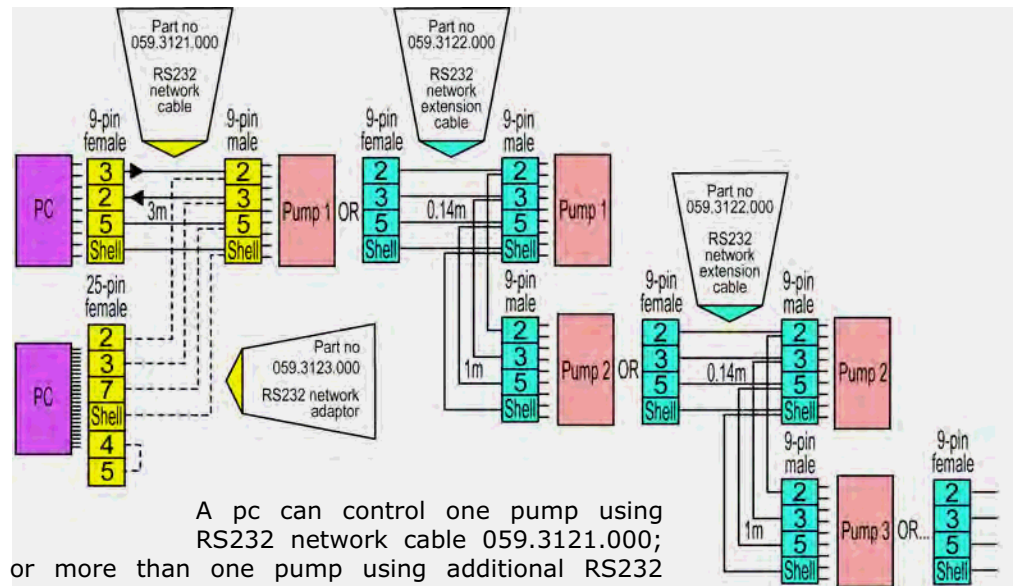 Part no
059.3121.000
RS232
network
cable
Part no
059.3122.000
RS232
network
extension
cable
9-pin
female
9-pin
male
9-pin
female
9-pin
male
PC
3
2
5
Shell
3m
2
3
5
Shell
Pump 1
OR
2
3
5
Shell
0.14m
2
3
5
Shell
Pump 1
Part no
059.3122.000
RS232
network
extension
cable
25-pin
female
PC
2
3
7
Shell
4
5
Part no
059.3123.000
RS232 network
adaptor
9-pin
male
1m
2
3
5
Shell
Pump 2
OR
9-pin
female
2
3
5
Shell
0.14m
9-pin
male
2
3
5
Shell
Pump 2
9-pin
male
1m
2
3
5
Shell
Pump 3
OR...
9-pin
female
2
3
5
Shell
A pc can control one pump using
RS232 network cable 059.3121.000;
or more than one pump using additional RS232